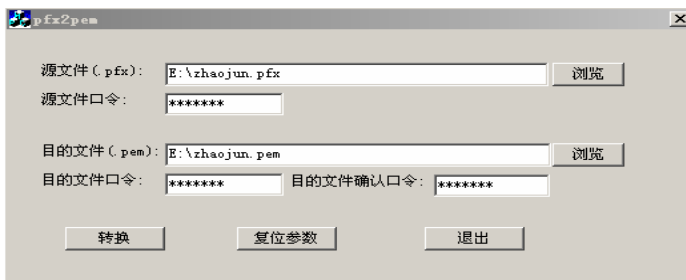 pfx2pem
源文件(.pfx): E:\zhaojun.pfx 浏览
源文件口令: *******
目的文件(.pem): E:\zhaojun.pem 浏览
目的文件口令: ******* 目的文件确认口令: *******
转换 复位参数 退出